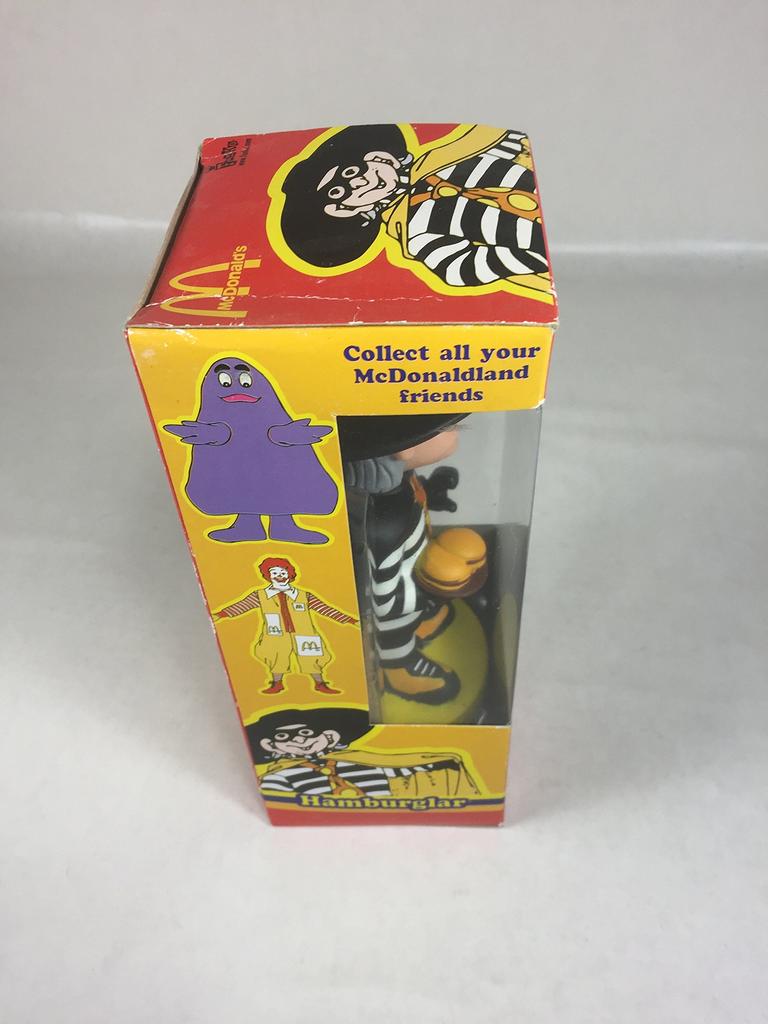 McDonald's
Collect all your
McDonaldland
friends
Hamburglar